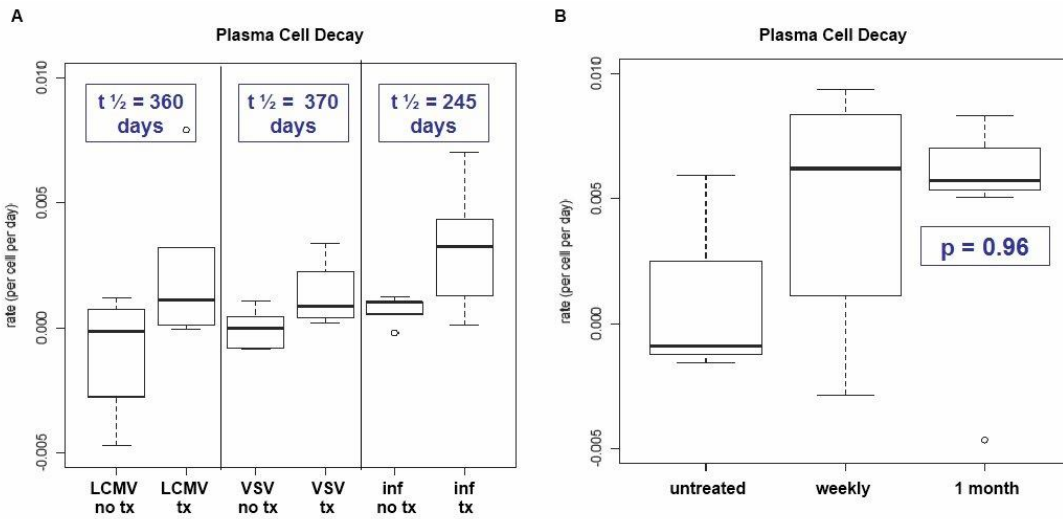 A
Plasma Cell Decay
t ½ = 360
days
t ½ = 370
days
t ½ = 245
days
rate (per cell per day)
0.010
0.005
0.000
-0.005
LCMV
no tx
LCMV
tx
VSV
no tx
VSV
tx
inf
no tx
inf
tx
B
Plasma Cell Decay
p = 0.96
rate (per cell per day)
0.010
0.005
0.000
-0.005
untreated
weekly
1 month